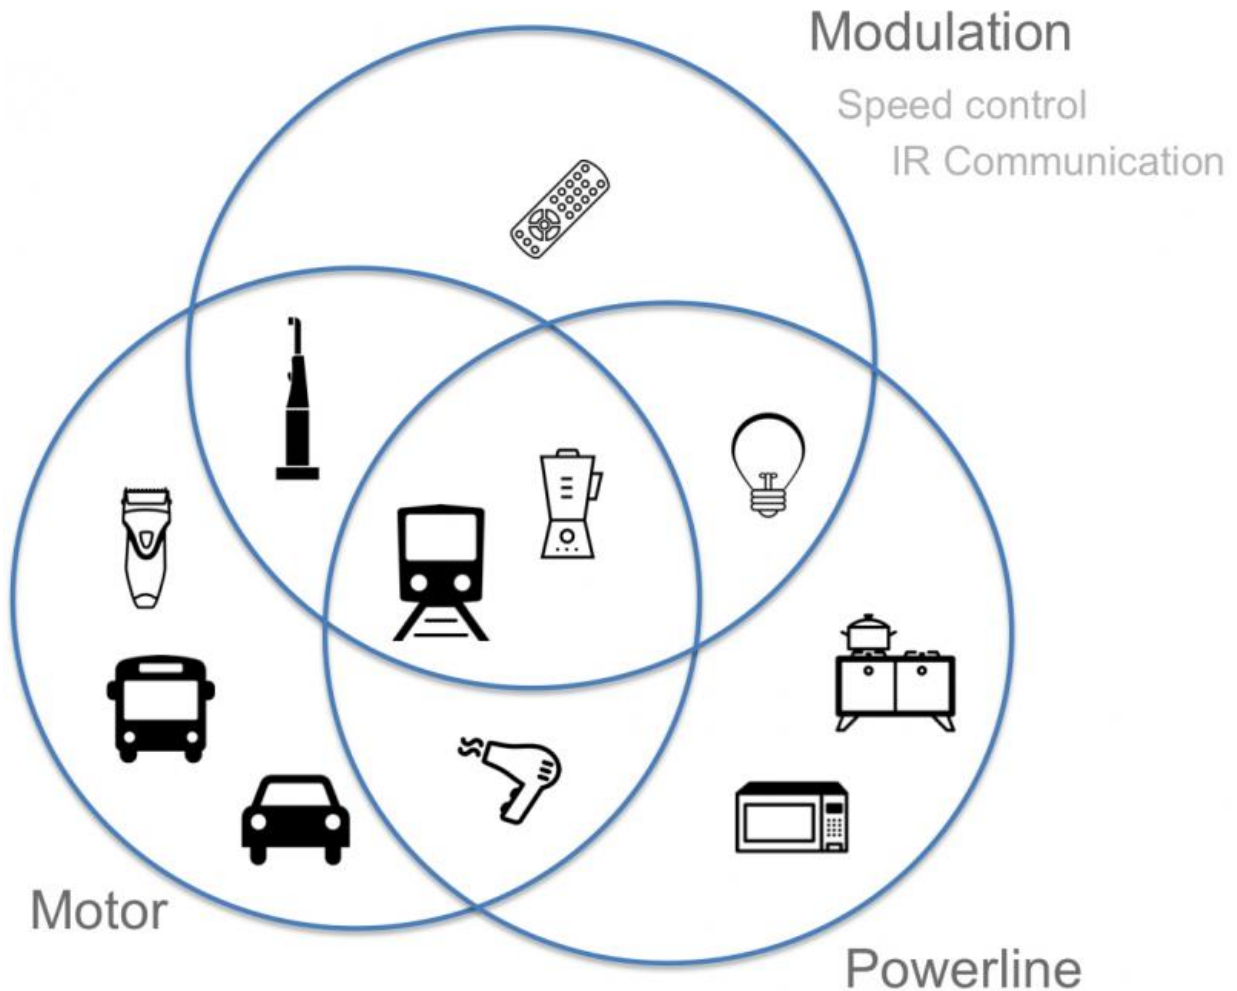 Modulation
Speed control
IR Communication
Motor
Powerline